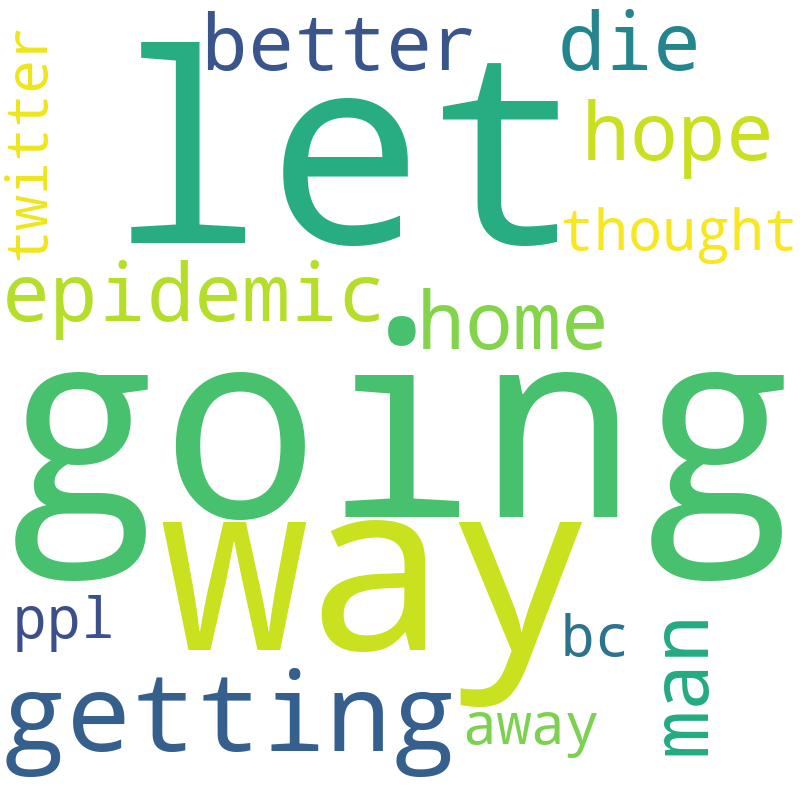 better
die
twitter
let
hope
thought
epidemic
home
going
way
ppl
bc
man
getting
away